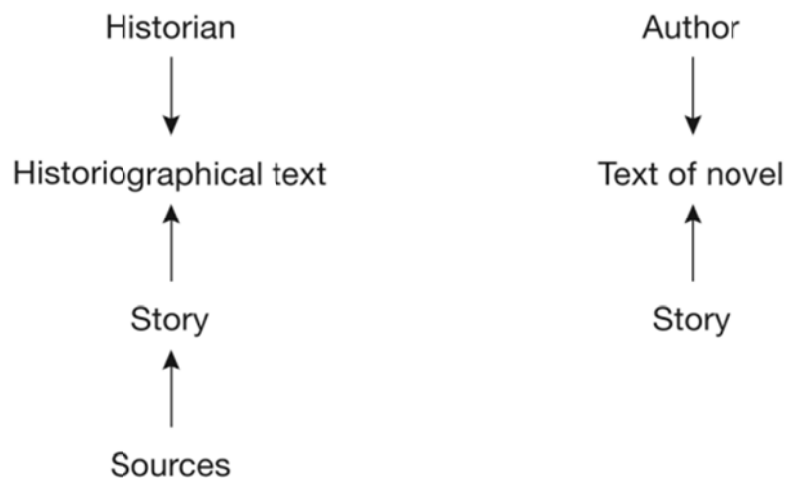 Historian
Author
Historiographical text
Text of novel
Story
Story
Sources